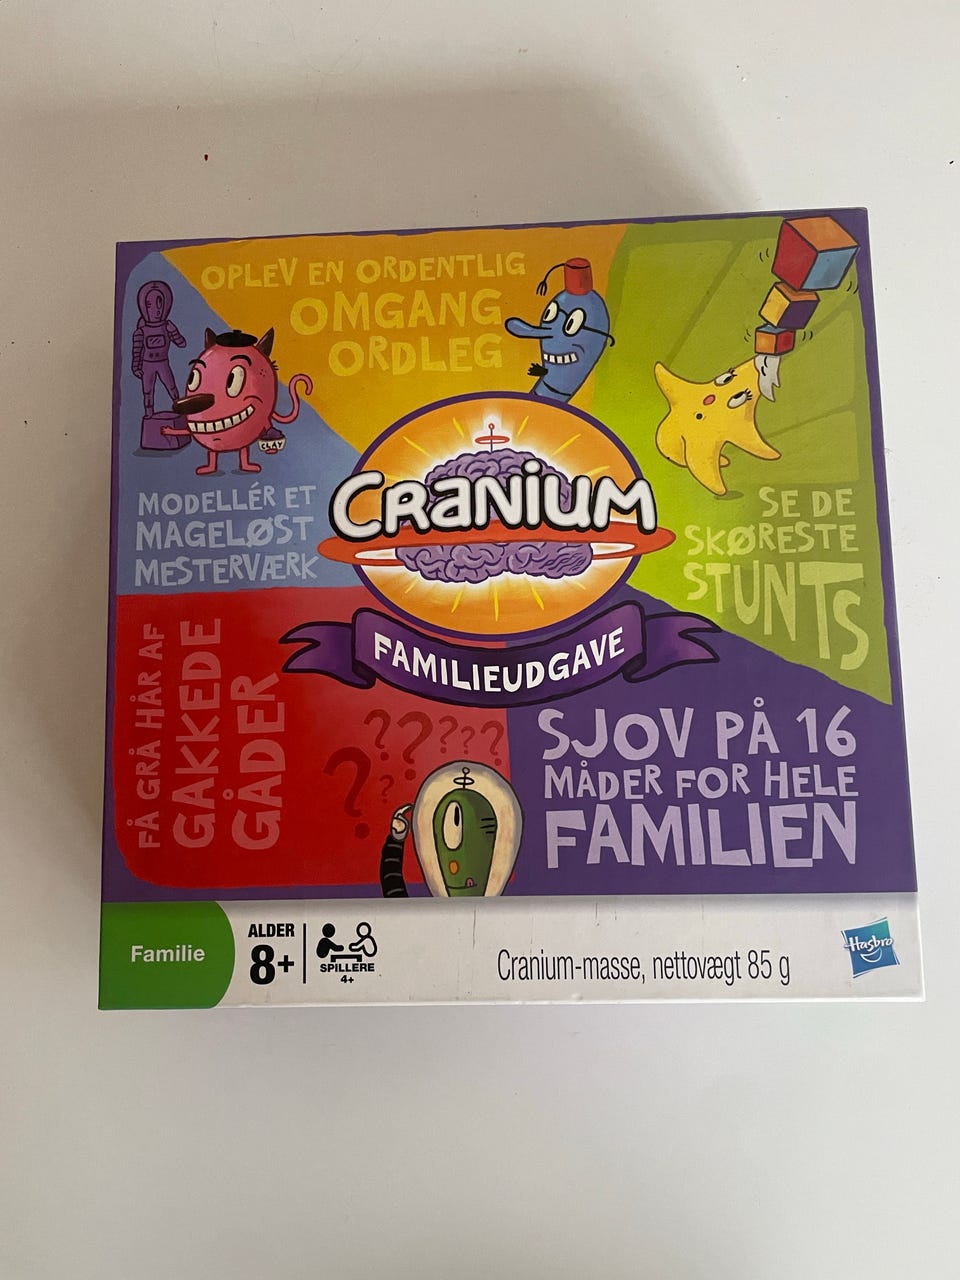 OPLEV EN ORDENTLIG
OMGANG
ORDLEG
CLAY
MODELLÉR ET
MAGELØST
MESTERVÆRK
CRANIUM
SE DE
SKØRESTE
STUNTS
FAMILIEUDGAVE
FÅ GRÅ HÅR AF
GAKKEDE
GÅDER
??????
??
SJOV PÅ 16
MÅDER FOR HELE
FAMILIEN
Familie
ALDER
8+
SPILLERE
4+
Cranium-masse, nettovægt 85 g
Hasbro